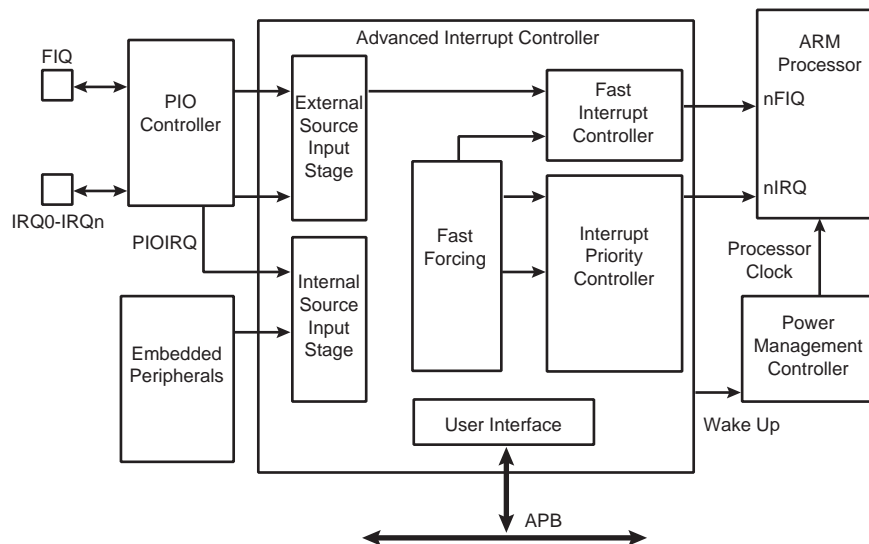 FIQ
IRQ0-IRQn
PIO
Controller
PIOIRQ
Embedded
Peripherals
Advanced Interrupt Controller
External
Source
Input
Stage
Internal
Source
Input
Stage
Fast
Forcing
Fast
Interrupt
Controller
Interrupt
Priority
Controller
User Interface
APB
ARM
Processor
nFIQ
nIRQ
Processor
Clock
Power
Management
Controller
Wake Up